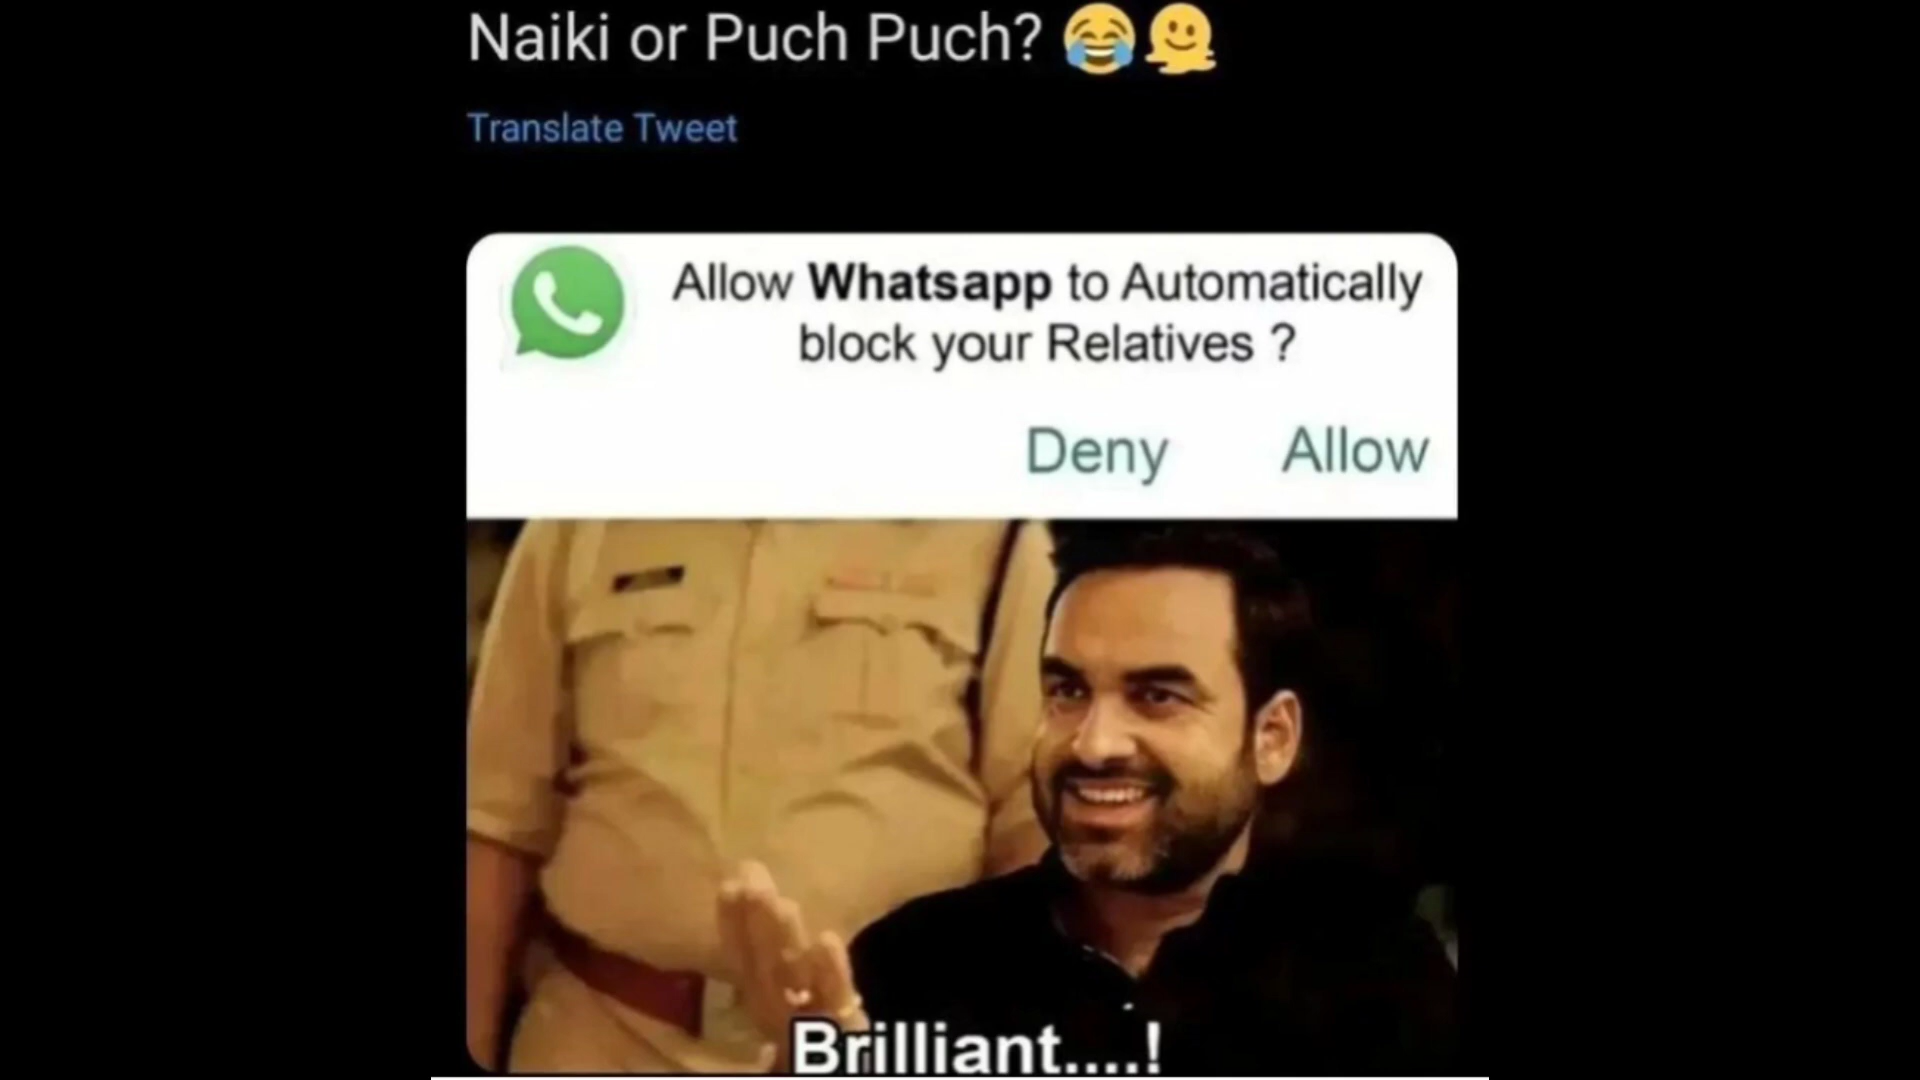 Naiki or Puch Puch? 😂🫠
Translate Tweet
Allow Whatsapp to Automatically
block your Relatives ?
Deny Allow
Brilliant....!